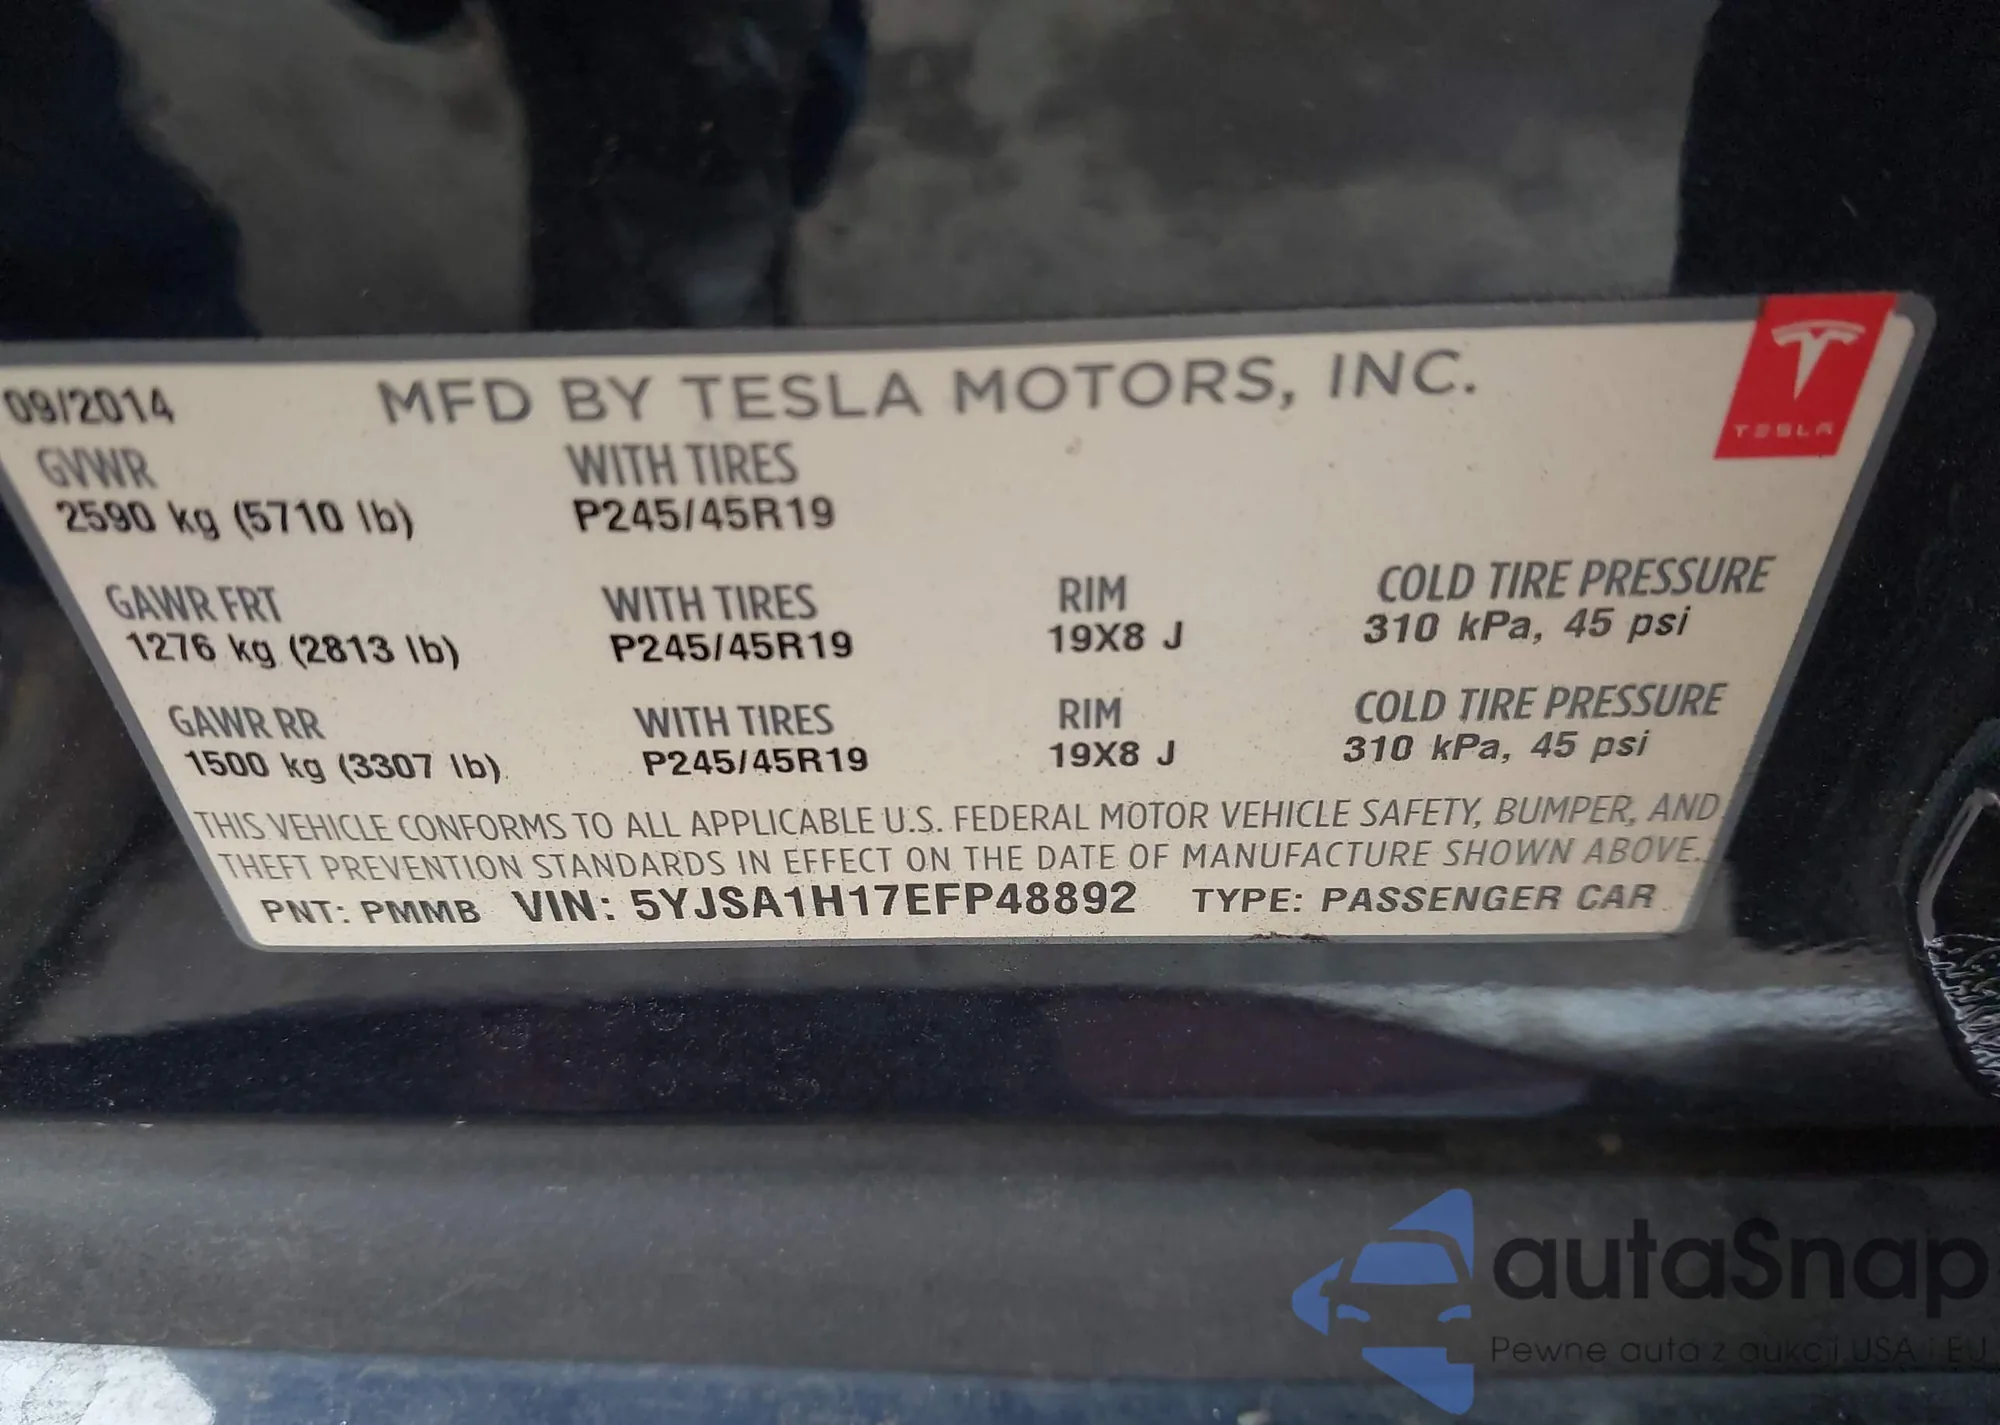 09/2014 MFD BY TESLA MOTORS, INC.
TESLA
GVWR WITH TIRES
2590 kg (5710 lb) P245/45R19
GAWR FRT WITH TIRES RIM COLD TIRE PRESSURE
1276 kg (2813 lb) P245/45R19 19X8 J 310 kPa, 45 psi
GAWR RR WITH TIRES RIM COLD TIRE PRESSURE
1500 kg (3307 lb) P245/45R19 19X8 J 310 kPa, 45 psi
THIS VEHICLE CONFORMS TO ALL APPLICABLE U.S. FEDERAL MOTOR VEHICLE SAFETY, BUMPER, AND
THEFT PREVENTION STANDARDS IN EFFECT ON THE DATE OF MANUFACTURE SHOWN ABOVE.
PNT: PMMB VIN: 5YJSA1H17EFP48892 TYPE: PASSENGER CAR
autaSnap
Pewne auta z aukcji USA i EU